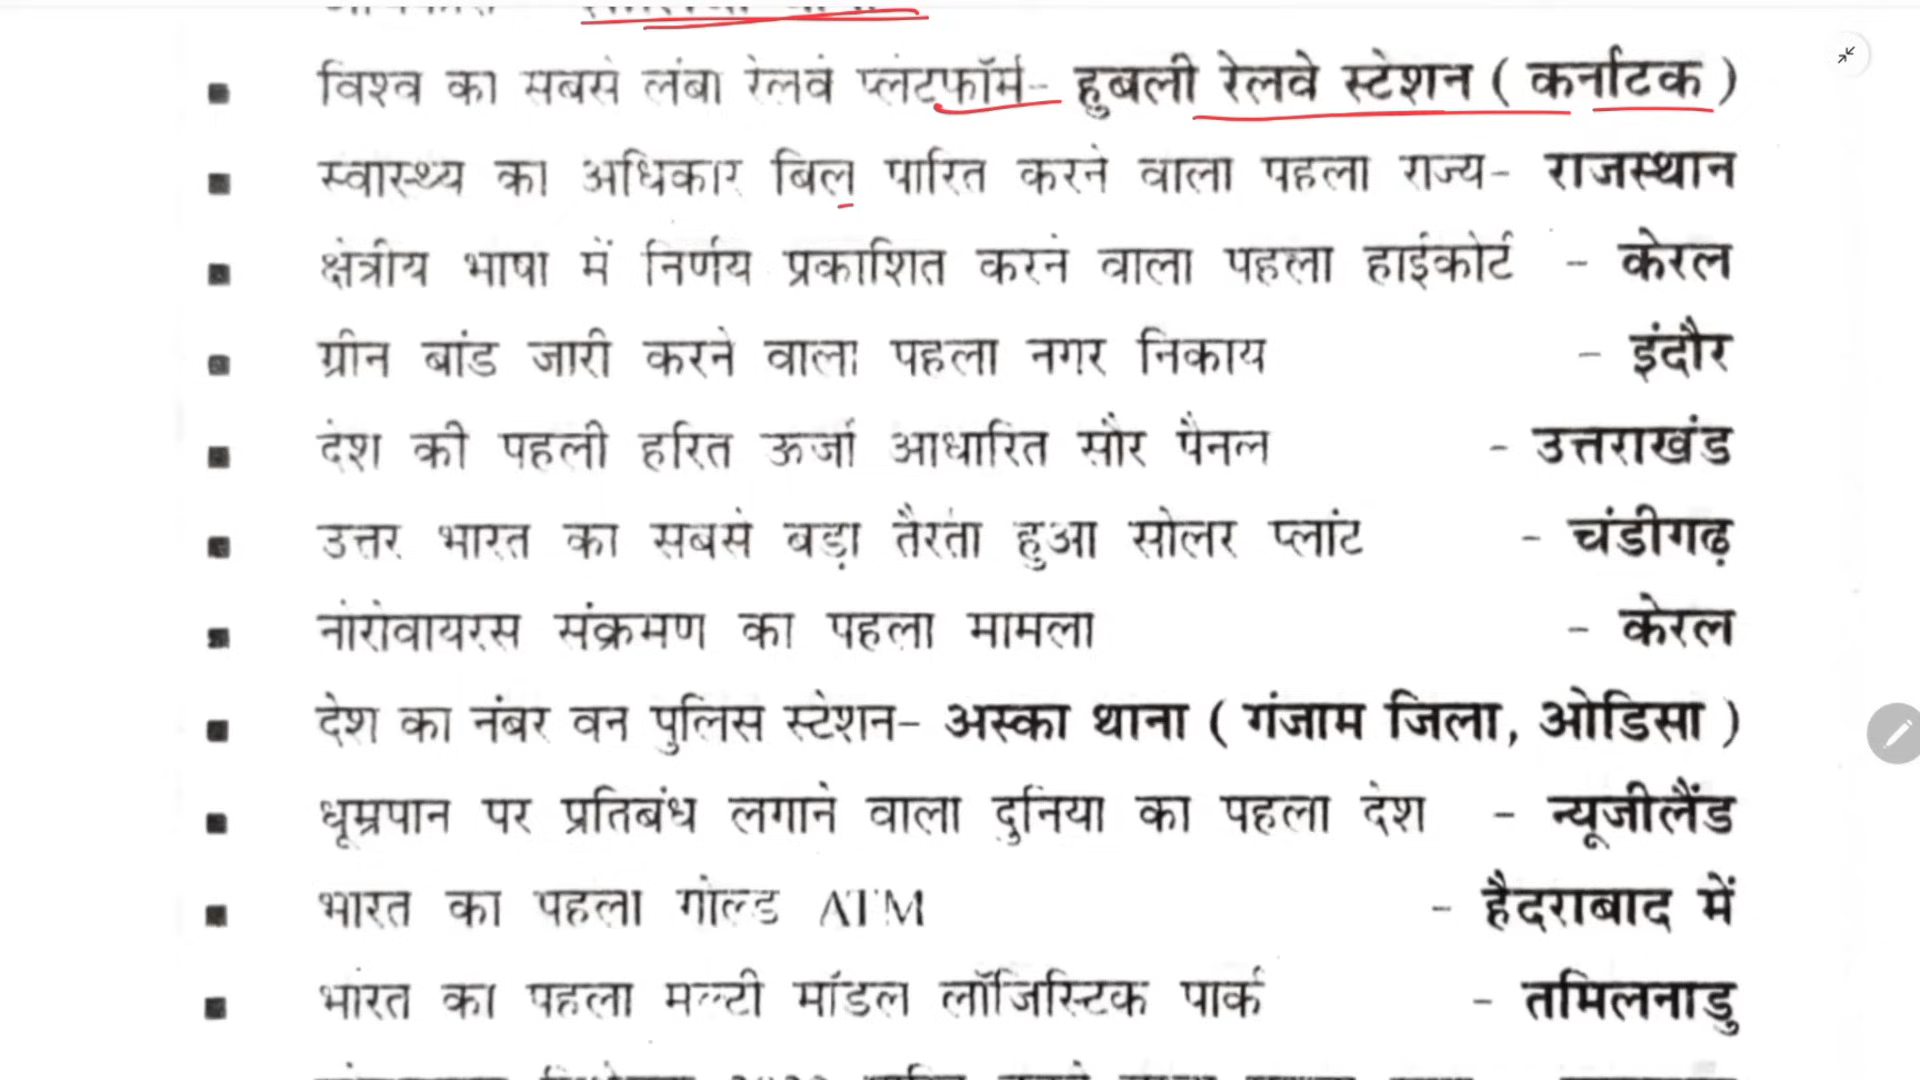 विश्व का सबसे लंबा रेलवे प्लेटफॉर्म- हुबली रेलवे स्टेशन ( कर्नाटक )
स्वास्थ्य का अधिकार बिल पारित करने वाला पहला राज्य- राजस्थान
क्षेत्रीय भाषा में निर्णय प्रकाशित करने वाला पहला हाईकोर्ट - केरल
ग्रीन बांड जारी करने वाला पहला नगर निकाय - इंदौर
देश की पहली हरित ऊर्जा आधारित सौर पैनल - उत्तराखंड
उत्तर भारत का सबसे बड़ा तैरता हुआ सोलर प्लांट - चंडीगढ़
नोरोवायरस संक्रमण का पहला मामला - केरल
देश का नंबर वन पुलिस स्टेशन- अस्का थाना ( गंजाम जिला, ओडिसा )
धूम्रपान पर प्रतिबंध लगाने वाला दुनिया का पहला देश - न्यूजीलैंड
भारत का पहला गोल्ड ATM - हैदराबाद में
भारत का पहला मल्टी मॉडल लॉजिस्टिक पार्क - तमिलनाडु